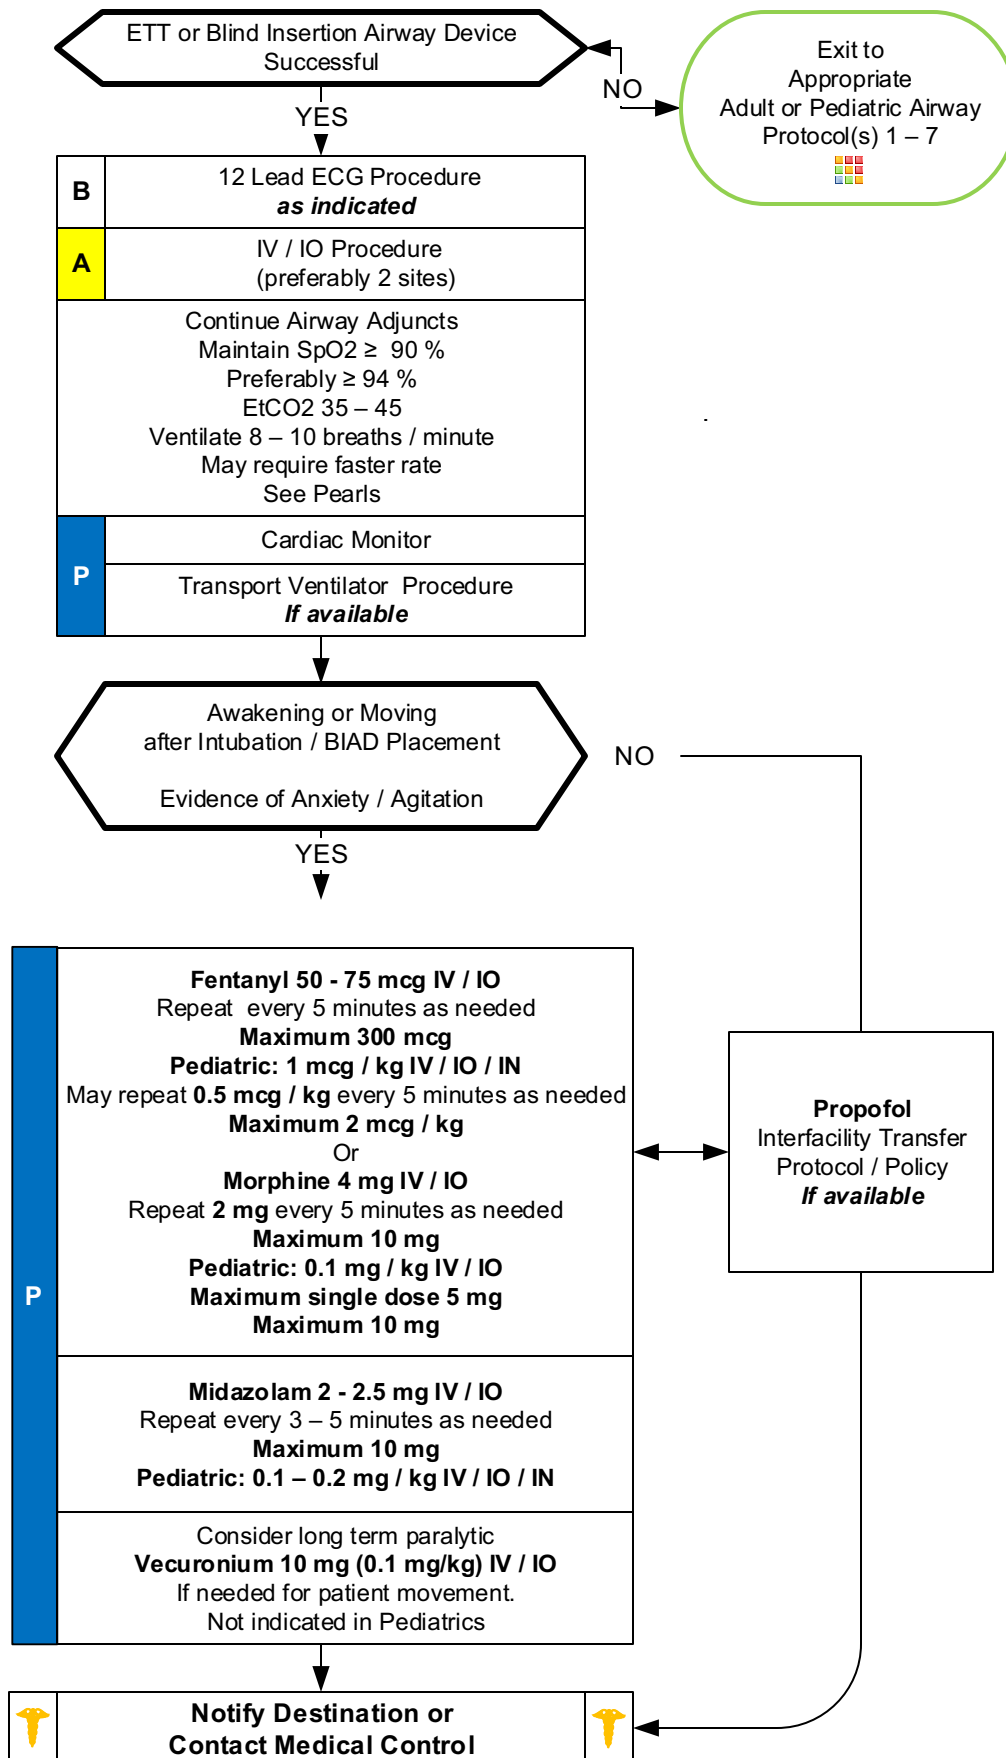 ETT or Blind Insertion Airway Device
Successful
NO
Exit to
Appropriate
Adult or Pediatric Airway
Protocol(s) 1 – 7
YES
B
12 Lead ECG Procedure
as indicated
A
IV / IO Procedure
(preferably 2 sites)
Continue Airway Adjuncts
Maintain SpO2 ≥ 90 %
Preferably ≥ 94 %
EtCO2 35 – 45
Ventilate 8 – 10 breaths / minute
May require faster rate
See Pearls
P
Cardiac Monitor
Transport Ventilator Procedure
If available
Awakening or Moving
after Intubation / BIAD Placement
Evidence of Anxiety / Agitation
NO
YES
P
Fentanyl 50 - 75 mcg IV / IO
Repeat every 5 minutes as needed
Maximum 300 mcg
Pediatric: 1 mcg / kg IV / IO / IN
May repeat 0.5 mcg / kg every 5 minutes as needed
Maximum 2 mcg / kg
Or
Morphine 4 mg IV / IO
Repeat 2 mg every 5 minutes as needed
Maximum 10 mg
Pediatric: 0.1 mg / kg IV / IO
Maximum single dose 5 mg
Maximum 10 mg
Midazolam 2 - 2.5 mg IV / IO
Repeat every 3 – 5 minutes as needed
Maximum 10 mg
Pediatric: 0.1 – 0.2 mg / kg IV / IO / IN
Consider long term paralytic
Vecuronium 10 mg (0.1 mg/kg) IV / IO
If needed for patient movement.
Not indicated in Pediatrics
Propofol
Interfacility Transfer
Protocol / Policy
If available
Notify Destination or
Contact Medical Control